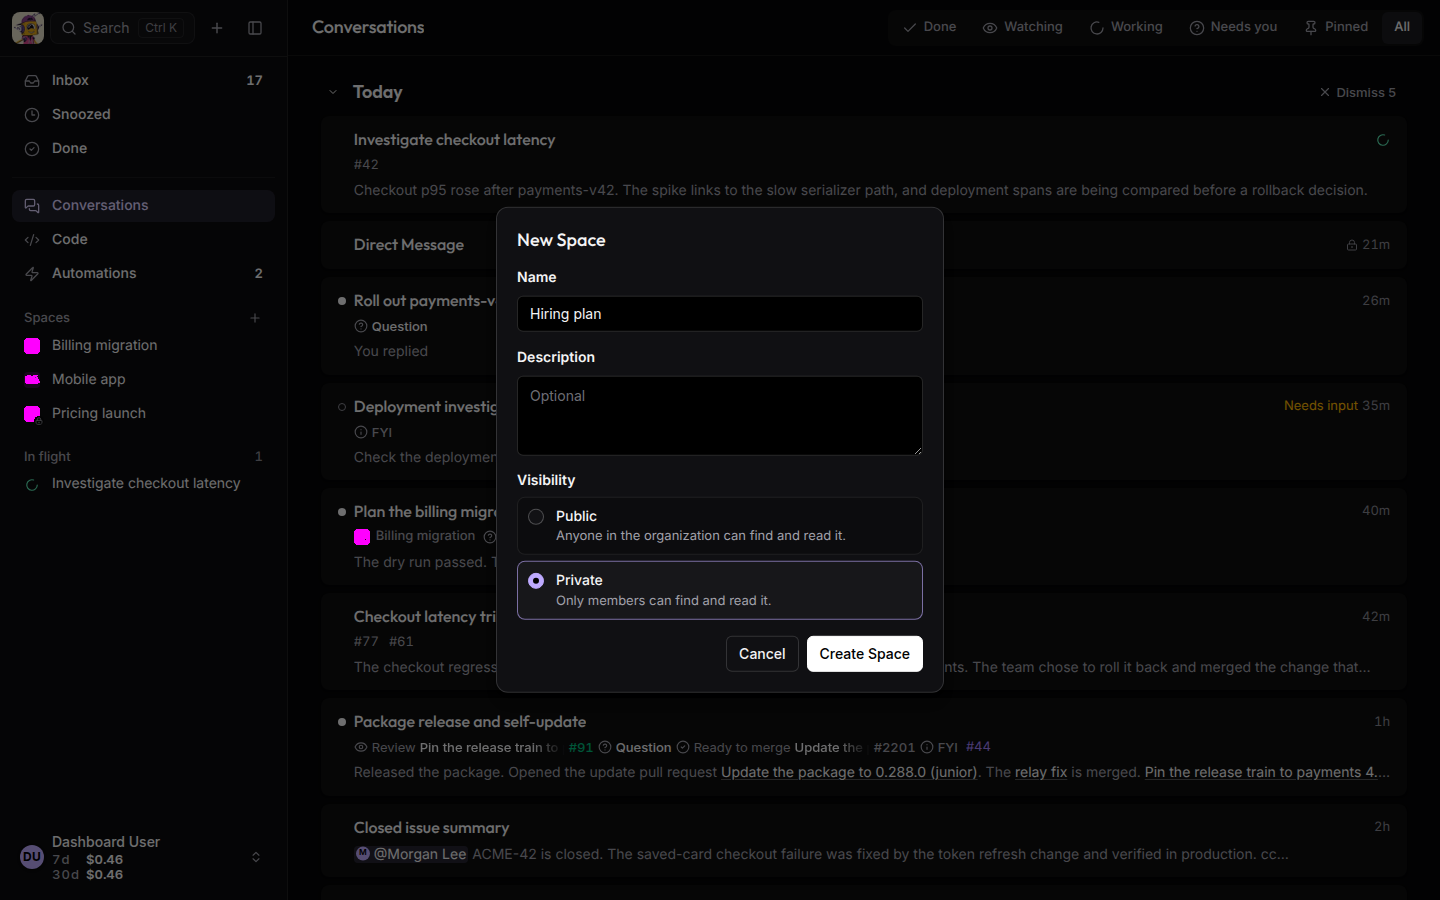 Search Ctrl K
Conversations
Done
Watching
Working
Needs you
Pinned
All
Inbox 17
Snoozed
Done
Conversations
Code
Automations 2
Spaces
Billing migration
Mobile app
Pricing launch
In flight 1
Investigate checkout latency
Today
Dismiss 5
Investigate checkout latency
#42
Checkout p95 rose after payments-v42. The spike links to the slow serializer path, and deployment spans are being compared before a rollback decision.
Direct Message 21m
Roll out payments-v 26m
Question
You replied
Deployment investig Needs input 35m
FYI
Check the deploymen
Plan the billing migra 40m
Billing migration
The dry run passed.
Checkout latency tri 42m
#77 #61
The checkout regress nts. The team chose to roll it back and merged the change that...
Package release and self-update 1h
Review Pin the release train to #91 Question Ready to merge Update the #2201 FYI #44
Released the package. Opened the update pull request Update the package to 0.288.0 (junior). The relay fix is merged. Pin the release train to payments 4....
Closed issue summary 2h
M @Morgan Lee ACME-42 is closed. The saved-card checkout failure was fixed by the token refresh change and verified in production. cc...
New Space
Name
Hiring plan
Description
Optional
Visibility
Public
Anyone in the organization can find and read it.
Private
Only members can find and read it.
Cancel
Create Space
DU
Dashboard User
7d $0.46
30d $0.46